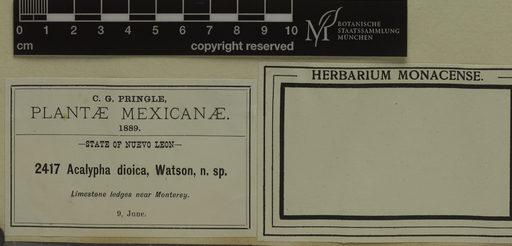 0 1 2 3 4 5 6 7 8 9 10
cm
copyright reserved
BOTANISCHE
STAATSSAMMLUNG
MÜNCHEN
C. G. PRINGLE,
PLANTÆ MEXICANÆ.
1889.
—STATE OF NUEVO LEON—
2417 Acalypha dioica, Watson, n. sp.
Limestone ledges near Monterey.
9, June.
HERBARIUM MONACENSE.